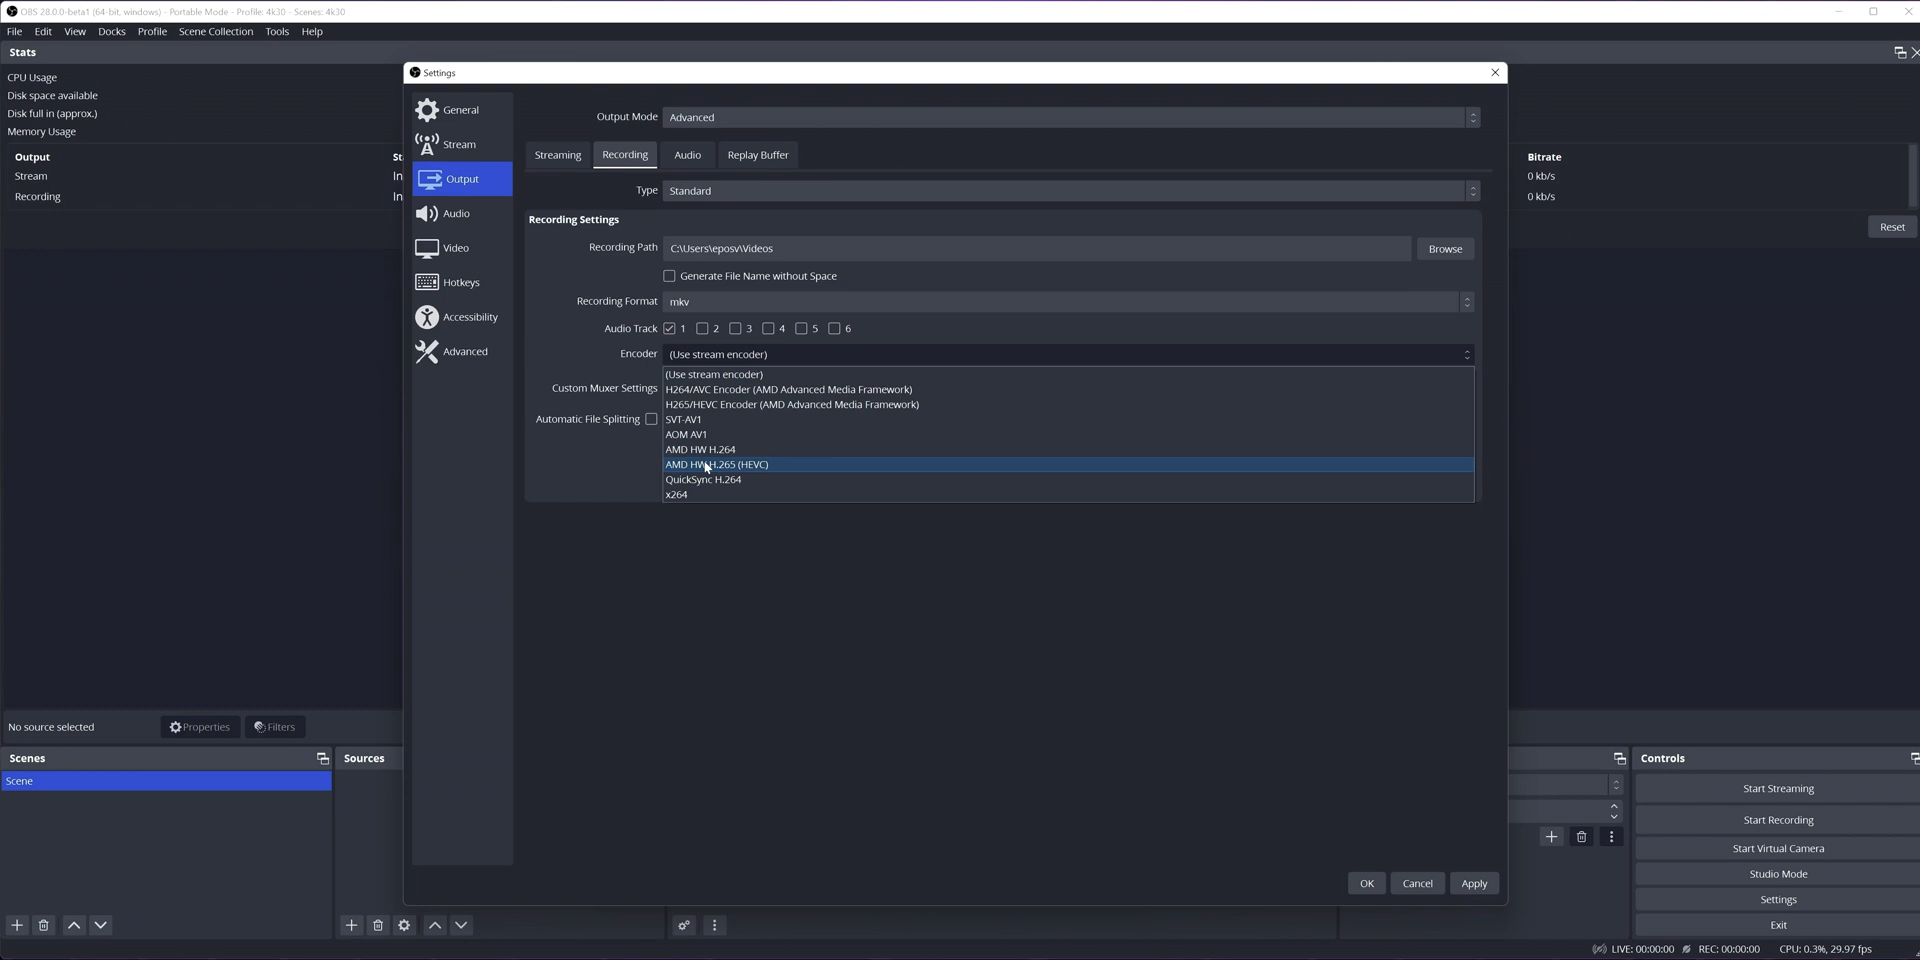 OBS 28.0.0-beta1 (64-bit, windows) - Portable Mode - Profile: 4k30 - Scenes: 4k30
File Edit View Docks Profile Scene Collection Tools Help
Stats
CPU Usage
Disk space available
Disk full in (approx.)
Memory Usage
Output St Bitrate
Stream In 0 kb/s
Recording In 0 kb/s
Reset
Settings
General
Stream
Output
Audio
Video
Hotkeys
Accessibility
Advanced
Output Mode Advanced
Streaming Recording Audio Replay Buffer
Type Standard
Recording Settings
Recording Path C:\Users\eposv\Videos Browse
Generate File Name without Space
Recording Format mkv
Audio Track 1 2 3 4 5 6
Encoder (Use stream encoder)
(Use stream encoder)
Custom Muxer Settings H264/AVC Encoder (AMD Advanced Media Framework)
H265/HEVC Encoder (AMD Advanced Media Framework)
Automatic File Splitting SVT-AV1
AOM AV1
AMD HW H.264
AMD HW H.265 (HEVC)
QuickSync H.264
x264
OK Cancel Apply
No source selected Properties Filters
Scenes Sources Controls
Scene
Start Streaming
Start Recording
Start Virtual Camera
Studio Mode
Settings
Exit
LIVE: 00:00:00 REC: 00:00:00 CPU: 0.3%, 29.97 fps